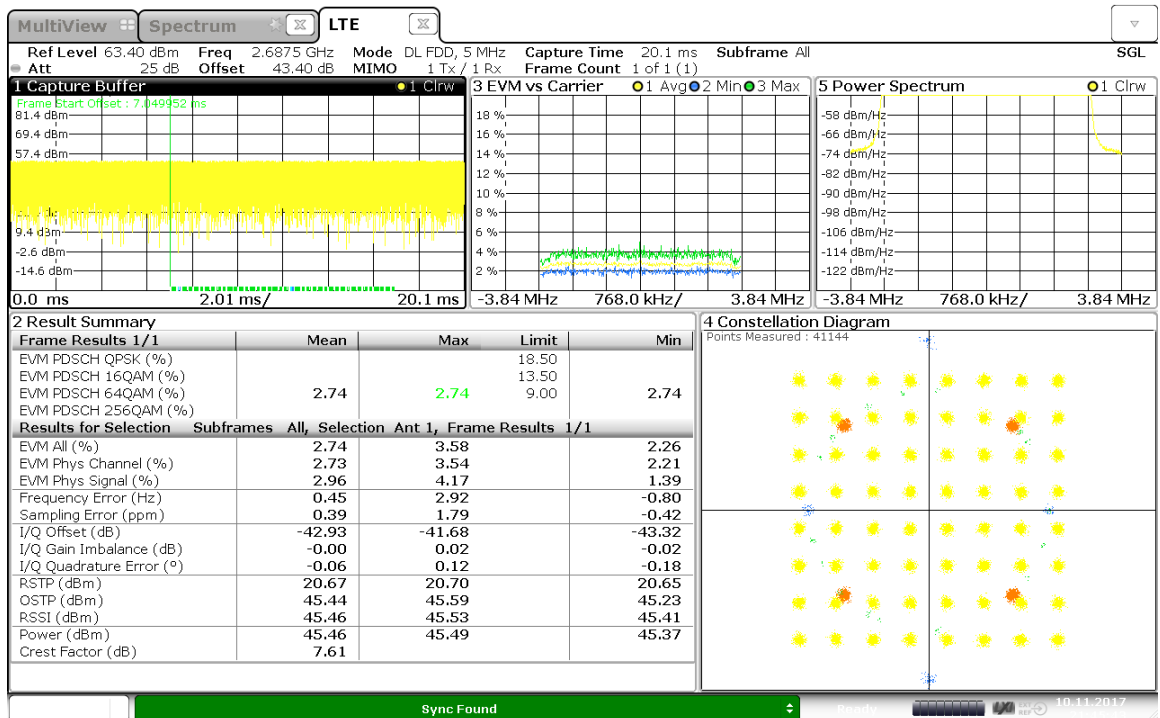 MultiView Spectrum LTE
Ref Level 63.40 dBm Freq 2.6875 GHz Mode DL FDD, 5 MHz Capture Time 20.1 ms Subframe All SGL
Att 25 dB Offset 43.40 dB MIMO 1 Tx / 1 Rx Frame Count 1 of 1 (1)
1 Capture Buffer 1 Clrw
Frame Start Offset : 7.049952 ms
81.4 dBm
69.4 dBm
57.4 dBm
9.4 dBm
-2.6 dBm
-14.6 dBm
0.0 ms 2.01 ms/ 20.1 ms
3 EVM vs Carrier 1 Avg 2 Min 3 Max
18 %
16 %
14 %
12 %
10 %
8 %
6 %
4 %
2 %
-3.84 MHz 768.0 kHz/ 3.84 MHz
5 Power Spectrum 1 Clrw
-58 dBm/Hz
-66 dBm/Hz
-74 dBm/Hz
-82 dBm/Hz
-90 dBm/Hz
-98 dBm/Hz
-106 dBm/Hz
-114 dBm/Hz
-122 dBm/Hz
-3.84 MHz 768.0 kHz/ 3.84 MHz
2 Result Summary
Frame Results 1/1 Mean Max Limit Min
EVM PDSCH QPSK (%) 18.50
EVM PDSCH 16QAM (%) 13.50
EVM PDSCH 64QAM (%) 2.74 2.74 9.00 2.74
EVM PDSCH 256QAM (%)
Results for Selection Subframes All, Selection Ant 1, Frame Results 1/1
EVM All (%) 2.74 3.58 2.26
EVM Phys Channel (%) 2.73 3.54 2.21
EVM Phys Signal (%) 2.96 4.17 1.39
Frequency Error (Hz) 0.45 2.92 -0.80
Sampling Error (ppm) 0.39 1.79 -0.42
I/Q Offset (dB) -42.93 -41.68 -43.32
I/Q Gain Imbalance (dB) -0.00 0.02 -0.02
I/Q Quadrature Error (º) -0.06 0.12 -0.18
RSTP (dBm) 20.67 20.70 20.65
OSTP (dBm) 45.44 45.59 45.23
RSSI (dBm) 45.46 45.53 45.41
Power (dBm) 45.46 45.49 45.37
Crest Factor (dB) 7.61
4 Constellation Diagram
Points Measured : 41144
Sync Found
Ready
10.11.2017